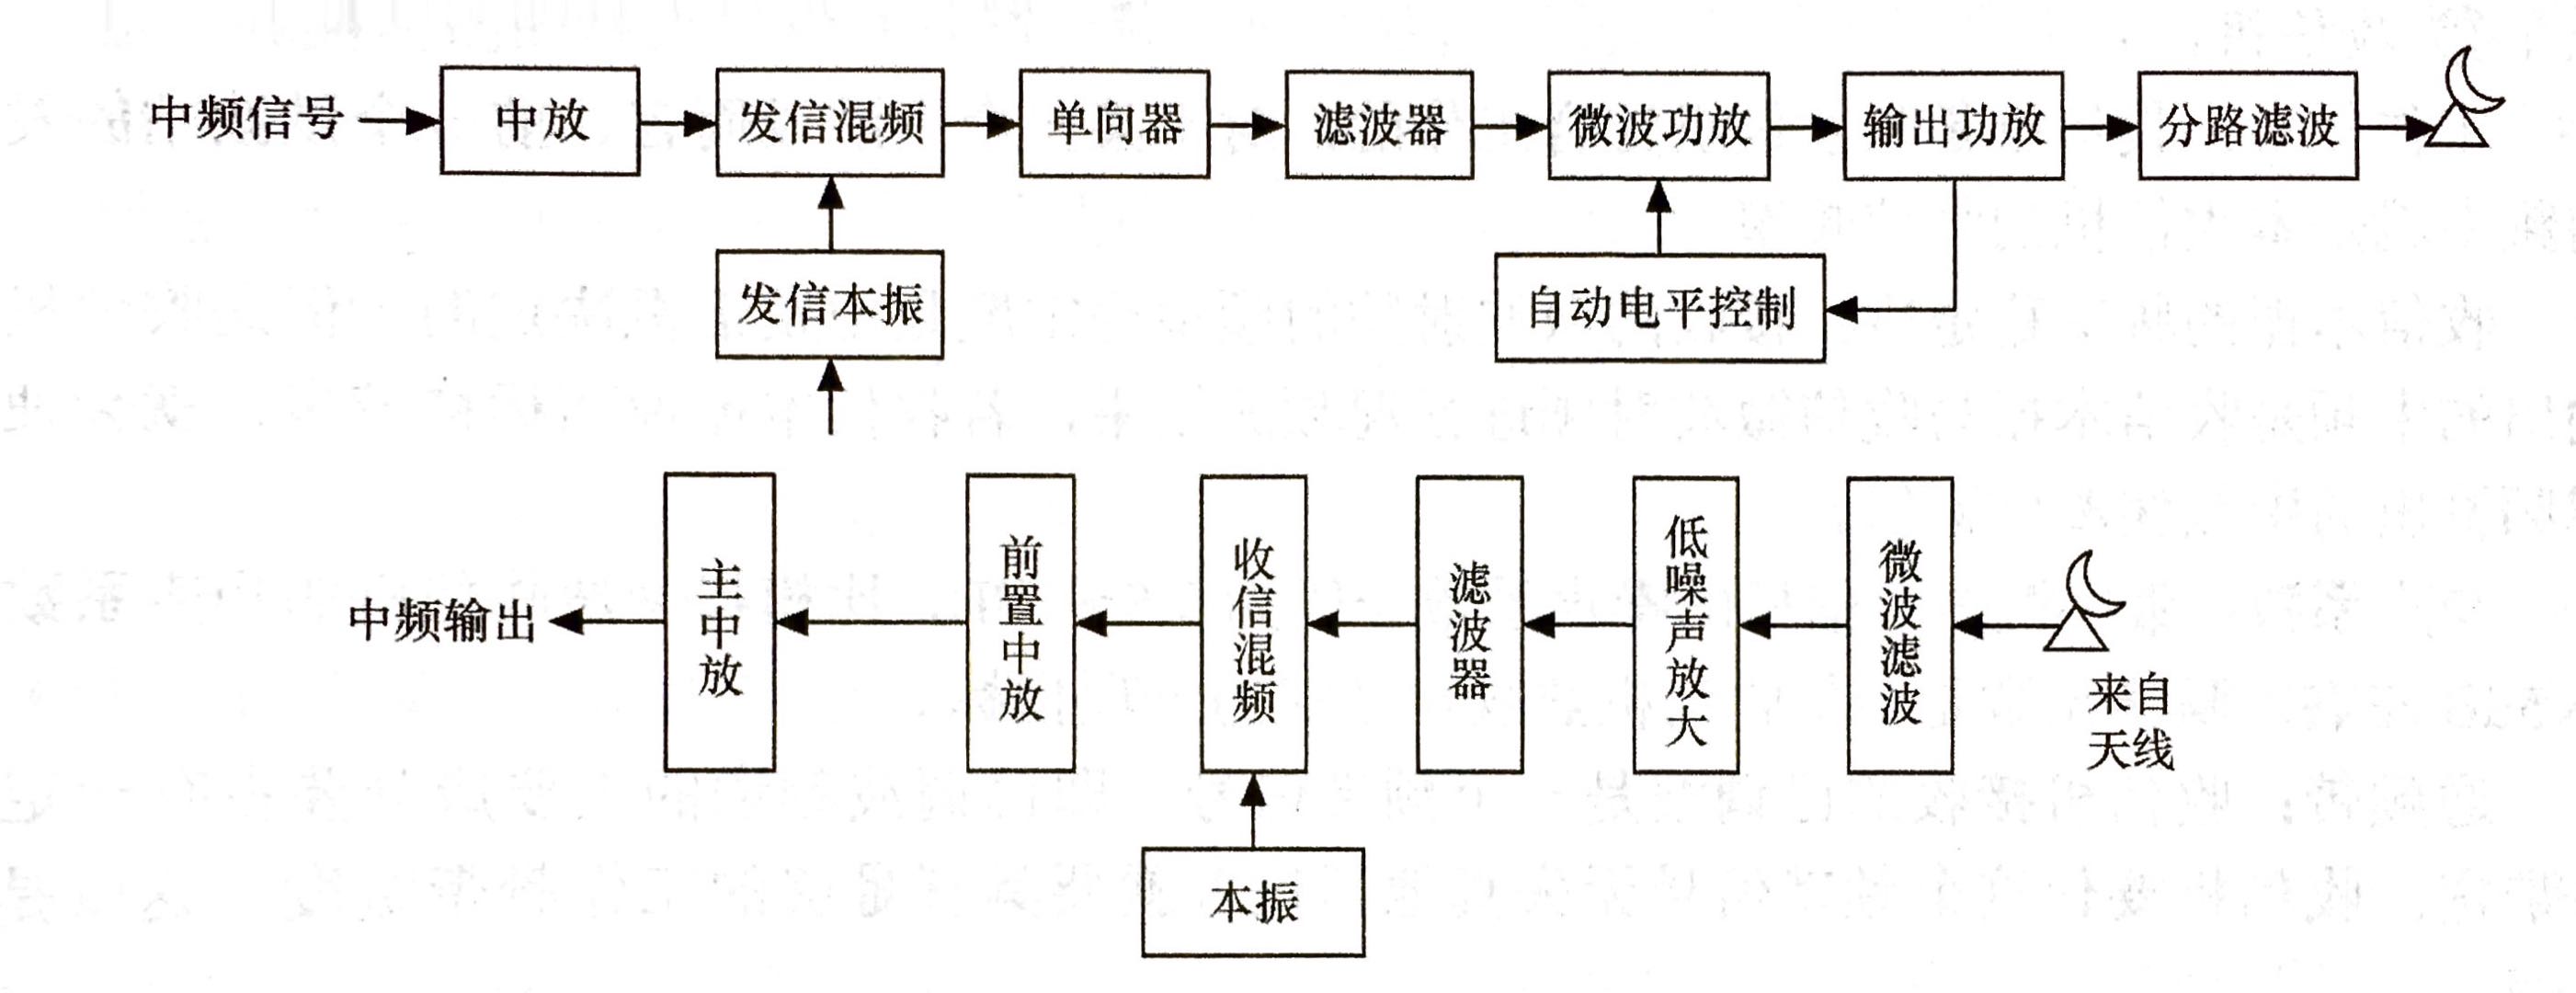 中频信号
中放
发信混频
单向器
滤波器
微波功放
输出功放
分路滤波
发信本振
自动电平控制
中频输出
主中放
前置中放
收信混频
滤波器
低噪声放大
微波滤波
来自
天线
本振